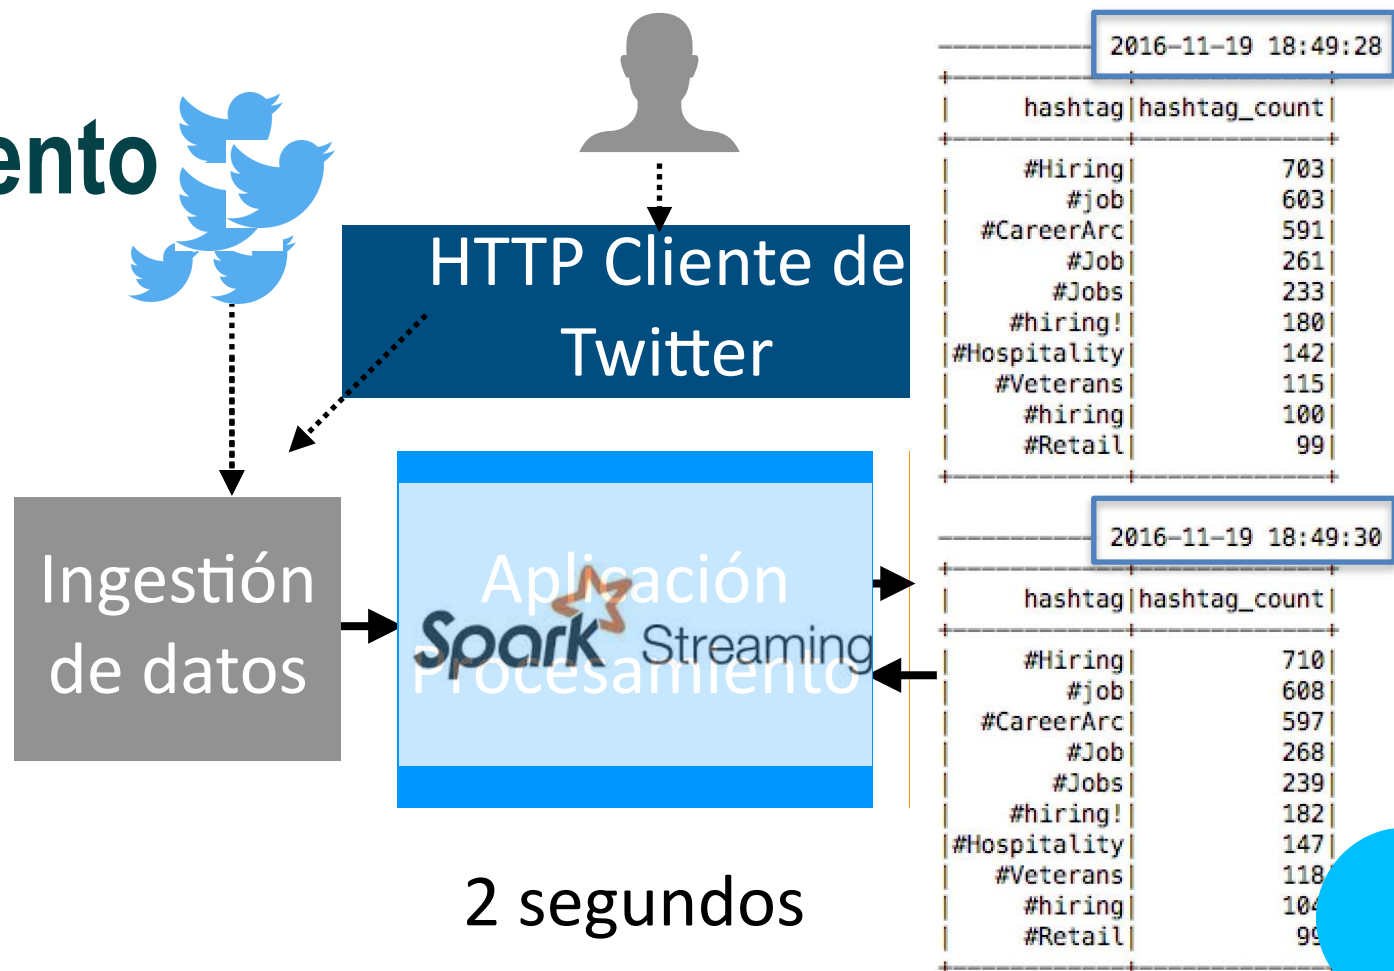 ento
HTTP Cliente de
Twitter
Ingestión
de datos
Aplicación
Procesamiento
Spark Streaming
2 segundos
2016-11-19 18:49:28
hashtag|hashtag_count|
#Hiring| 703|
#job| 603|
#CareerArc| 591|
#Job| 261|
#Jobs| 233|
#hiring!| 180|
|#Hospitality| 142|
#Veterans| 115|
#hiring| 100|
#Retail| 99|
2016-11-19 18:49:30
hashtag|hashtag_count|
#Hiring| 710|
#job| 608|
#CareerArc| 597|
#Job| 268|
#Jobs| 239|
#hiring!| 182|
|#Hospitality| 147|
#Veterans| 118
#hiring| 104
#Retail| 99